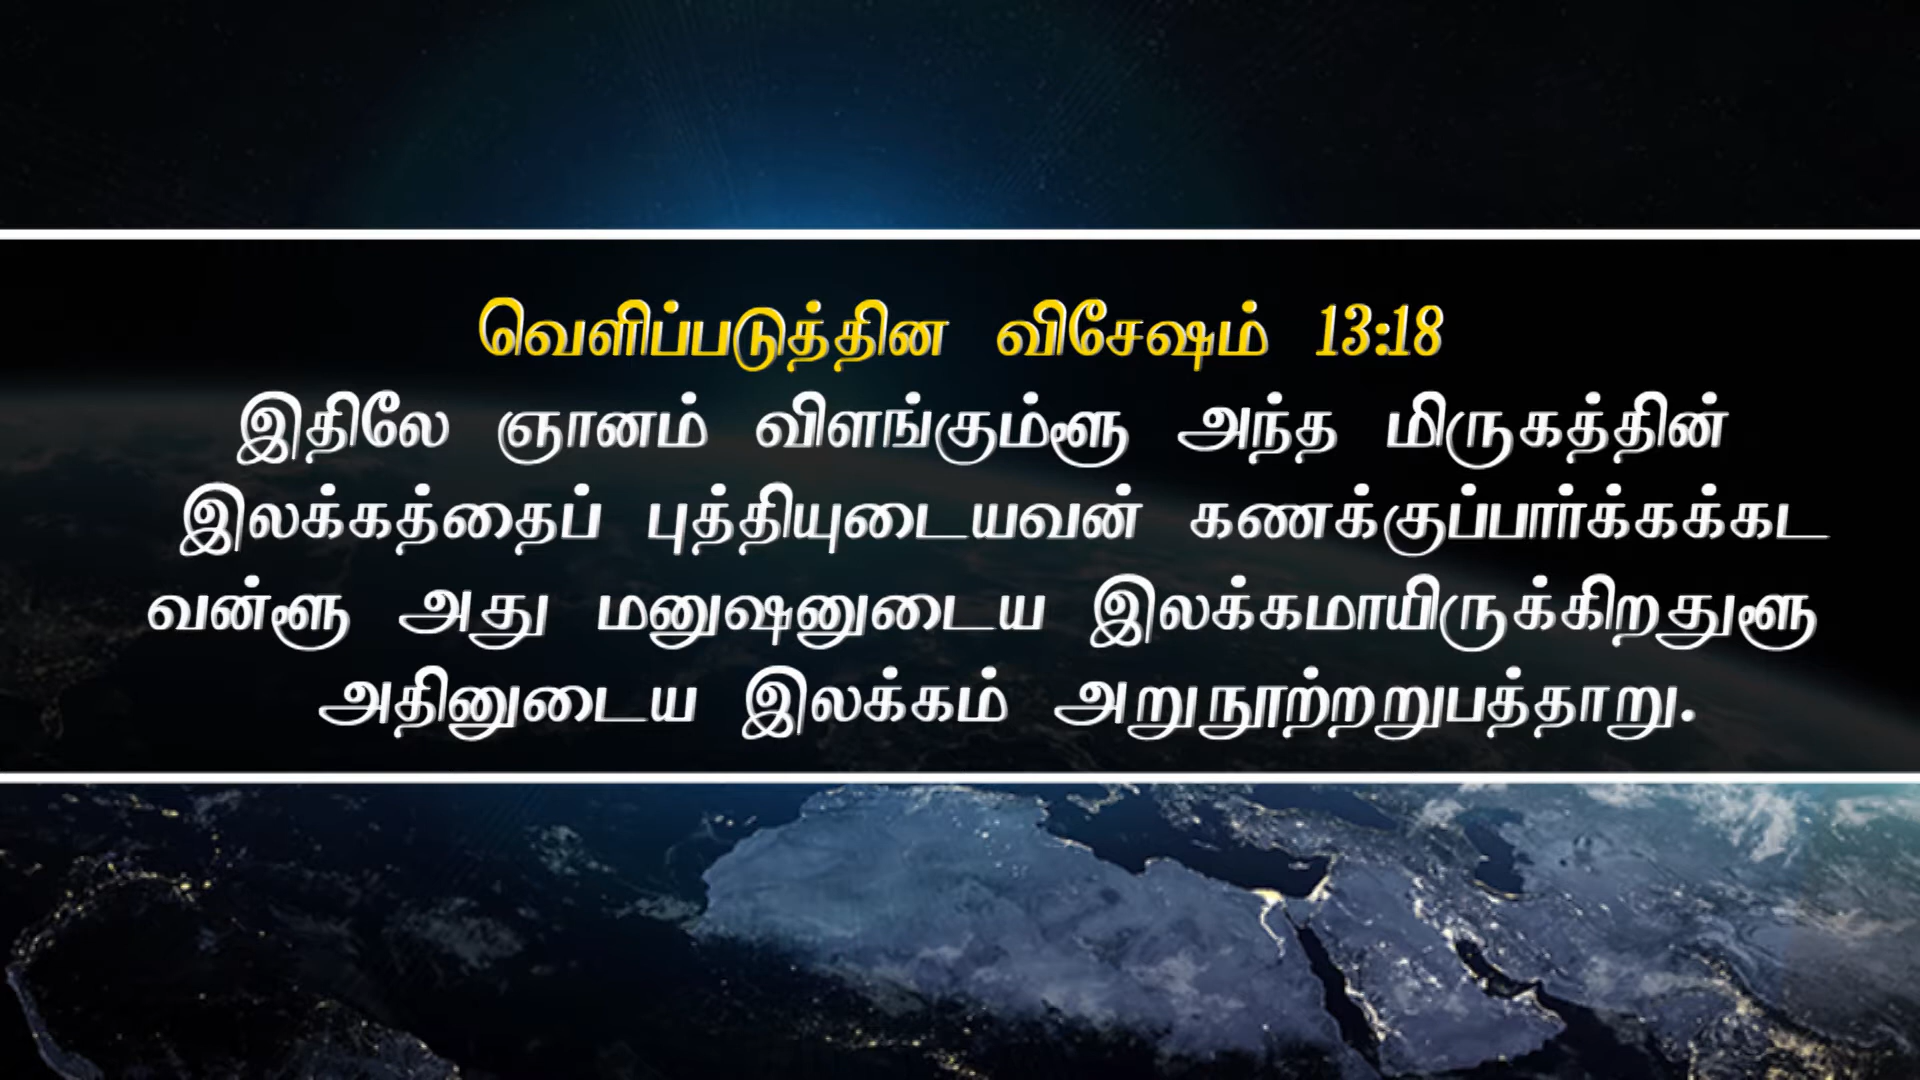 வெளிப்படுத்தின விசேஷம் 13:18
இதிலே ஞானம் விளங்கும்ளூ அந்த மிருகத்தின்
இலக்கத்தைப் புத்தியுடையவன் கணக்குப்பார்க்கக்கட
வன்ளூ அது மனுஷனுடைய இலக்கமாயிருக்கிறதுளூ
அதினுடைய இலக்கம் அறுநூற்றறுபத்தாறு.